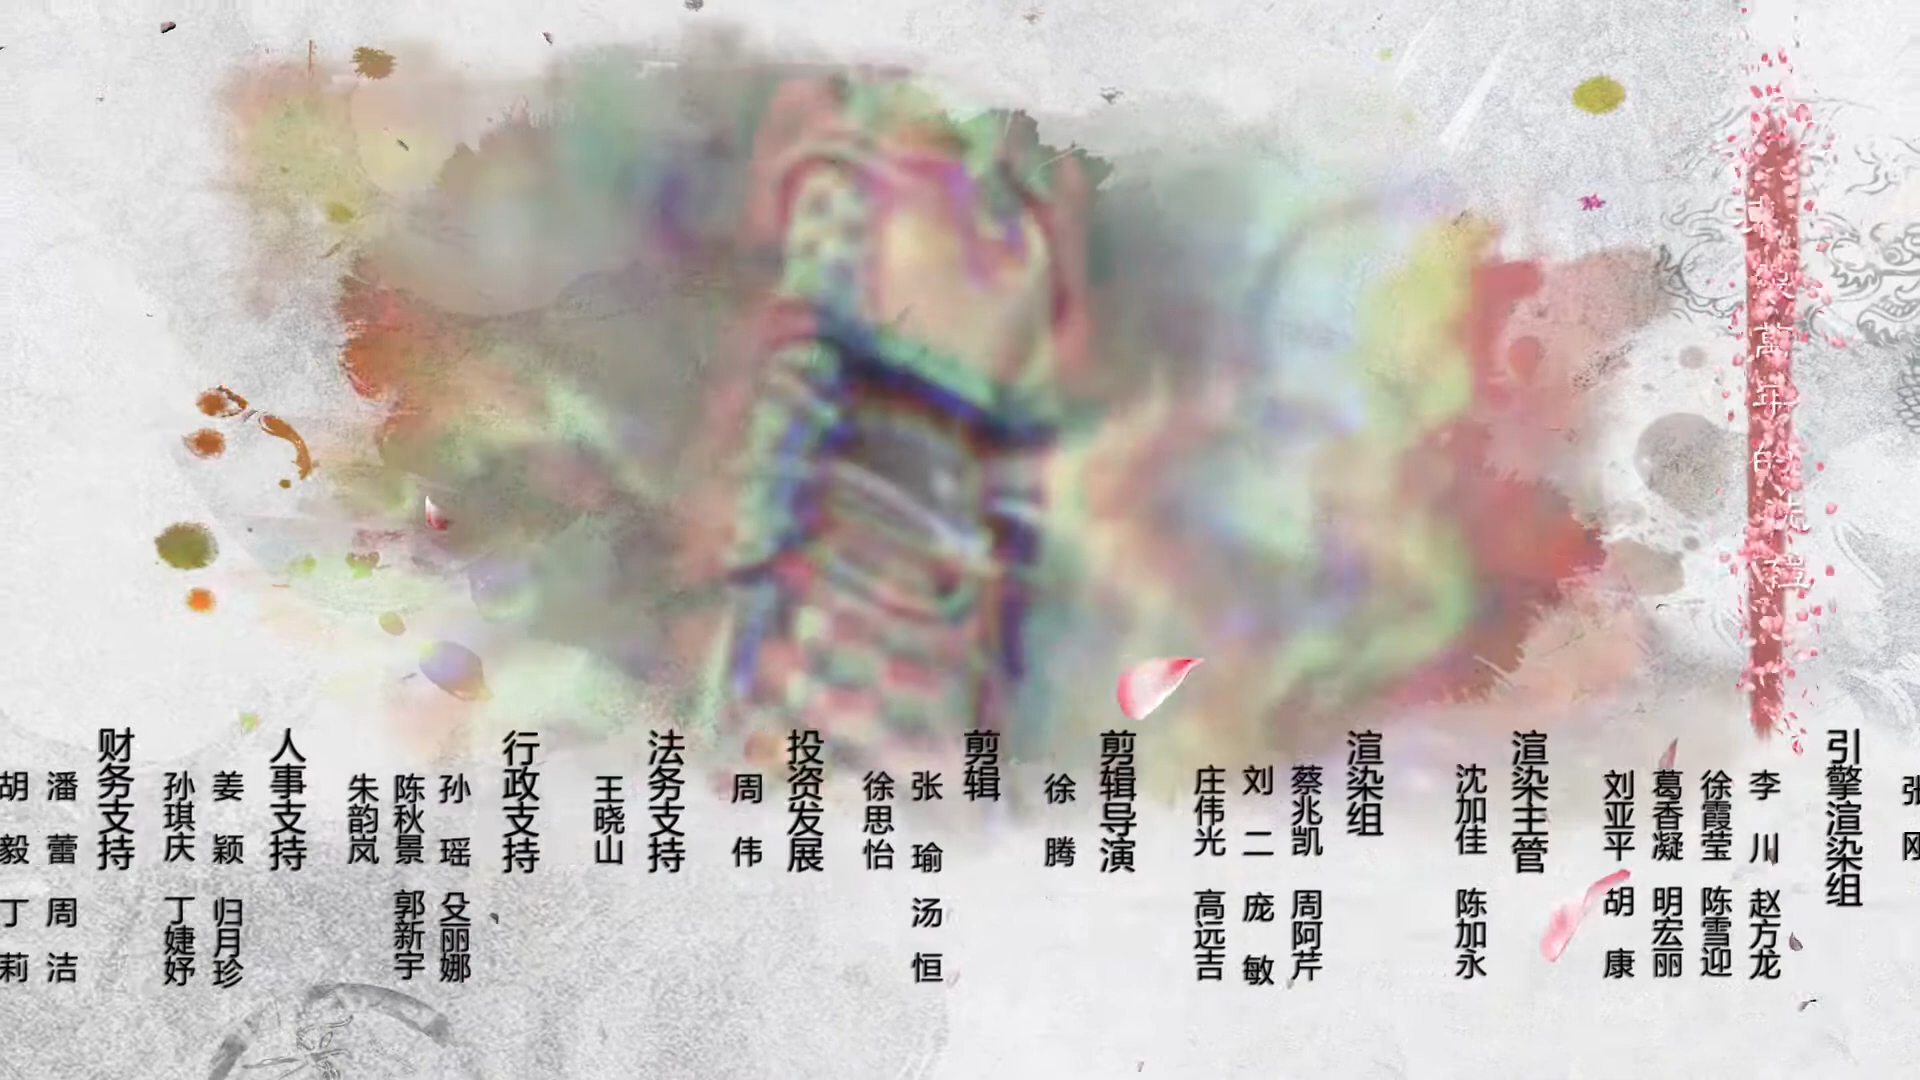 引擎渲染组
李川 赵方龙
徐霞莹 陈雪迎
葛香凝 明宏丽
刘亚平 胡康
萬年的
渲染主管
沈加佳 陈加永
渲染组
蔡兆凯 周阿芹
刘二 庞敏
庄伟光 高远吉
剪辑导演
徐腾
剪辑
张瑜 汤恒
徐思怡
投资发展
周伟
法务支持
王晓山
行政支持
孙瑶 殳丽娜
陈秋景 郭新宇
朱韵岚
人事支持
姜颖 归月珍
孙琪庆 丁婕妤
财务支持
潘蕾 周洁
胡毅 丁莉